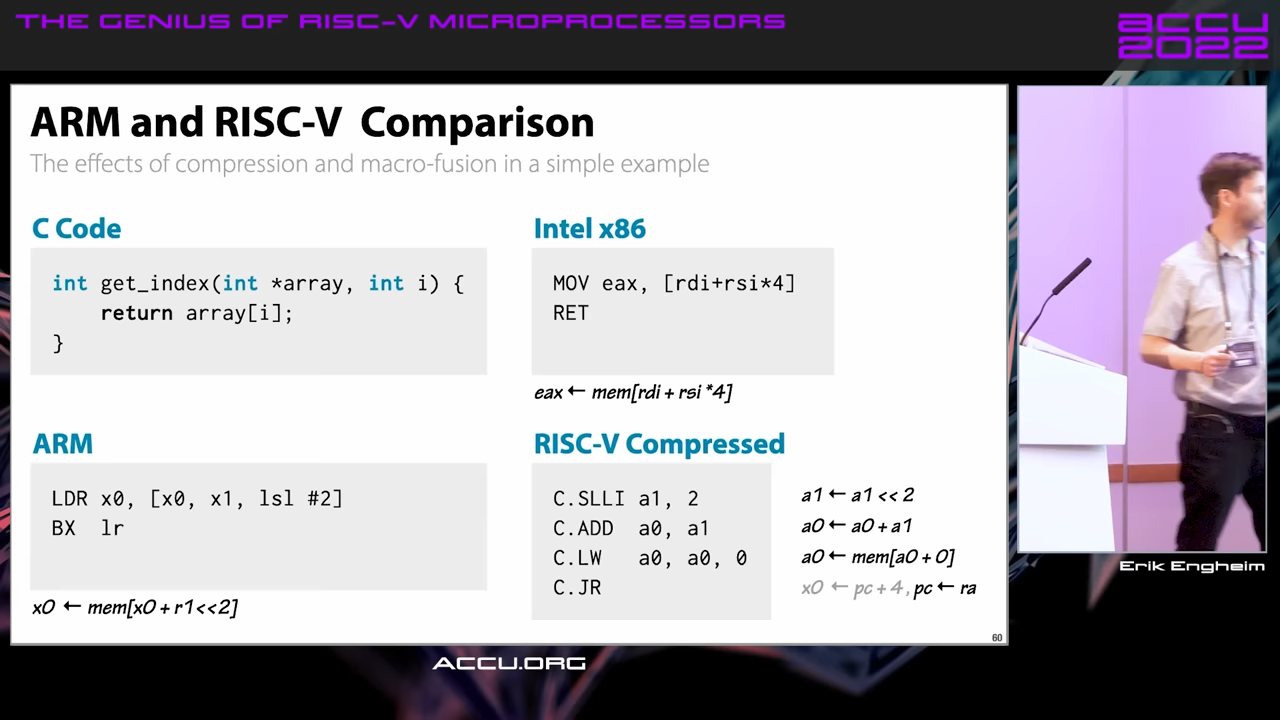 THE GENIUS OF RISC-V MICROPROCESSORS
ACCU
2022
ARM and RISC-V Comparison
The effects of compression and macro-fusion in a simple example
C Code
int get_index(int *array, int i) {
return array[i];
}
Intel x86
MOV eax, [rdi+rsi*4]
RET
eax ← mem[rdi + rsi *4]
ARM
LDR x0, [x0, x1, lsl #2]
BX lr
x0 ← mem[x0 + r1<<2]
RISC-V Compressed
C.SLLI a1, 2
C.ADD a0, a1
C.LW a0, a0, 0
C.JR
a1 ← a1 << 2
a0 ← a0 + a1
a0 ← mem[a0 + 0]
x0 ← pc + 4 , pc ← ra
60
Erik Engheim
ACCU.ORG